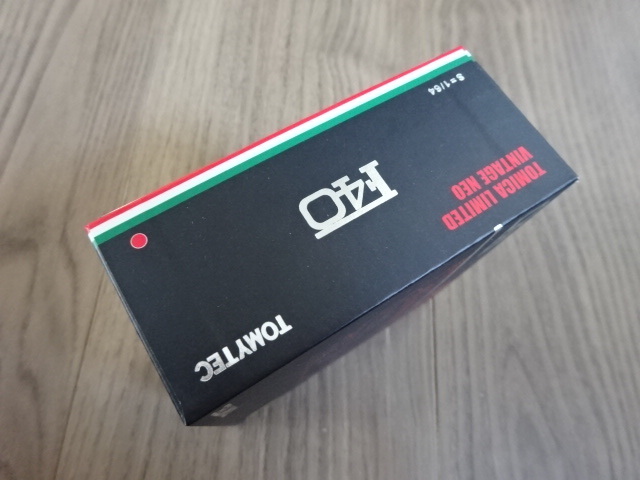 S=1/64
TOMICA LIMITED
VINTAGE NEO
F40
TOMYTEC